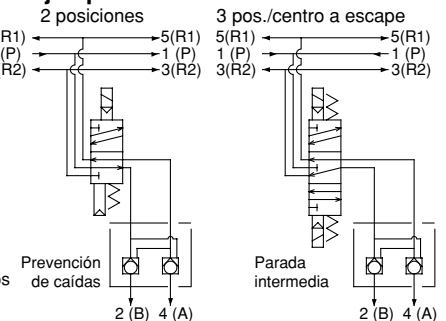 2 posiciones
3 pos./centro a escape
R1) 5(R1) 5(R1) 5(R1)
(P) 1 (P) 1 (P) 1 (P)
R2) 3(R2) 3(R2) 3(R2)
Prevención
de caídas
Parada
intermedia
2 (B) 4 (A) 2 (B) 4 (A)